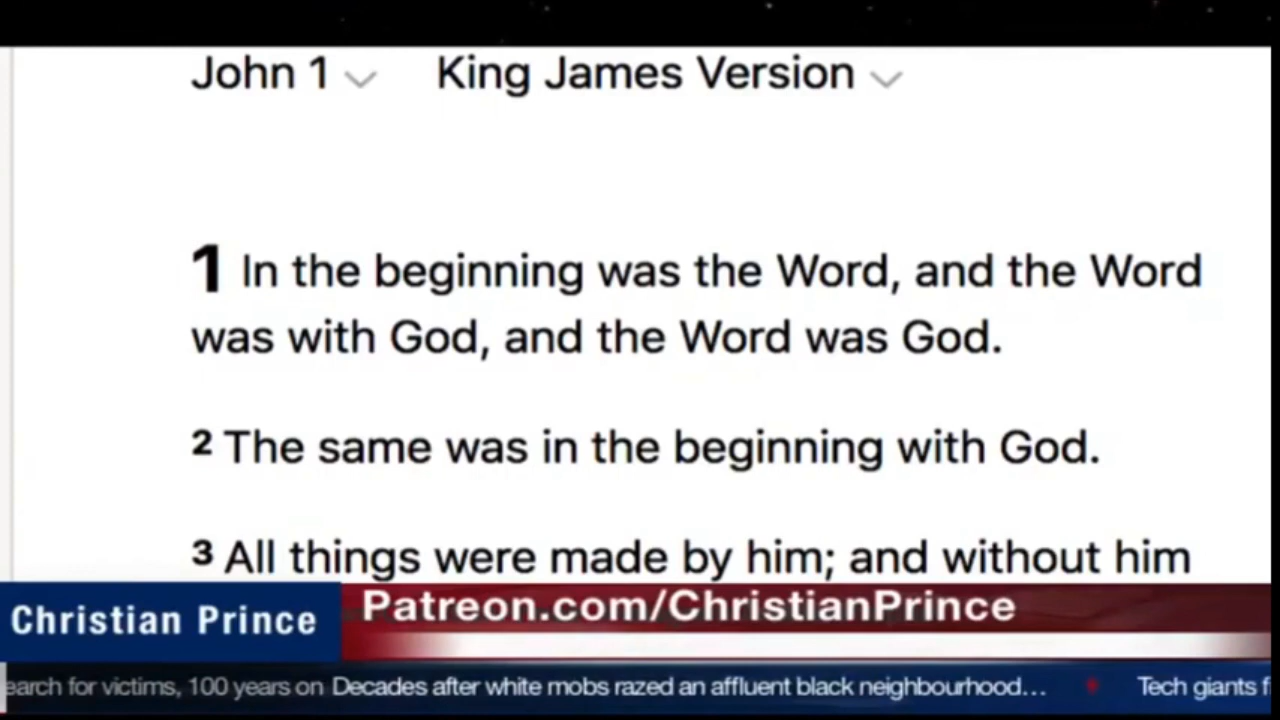 John 1 King James Version
1 In the beginning was the Word, and the Word
was with God, and the Word was God.
2 The same was in the beginning with God.
3 All things were made by him; and without him
Christian Prince
Patreon.com/ChristianPrince
earch for victims, 100 years on Decades after white mobs razed an affluent black neighbourhood... Tech giants f